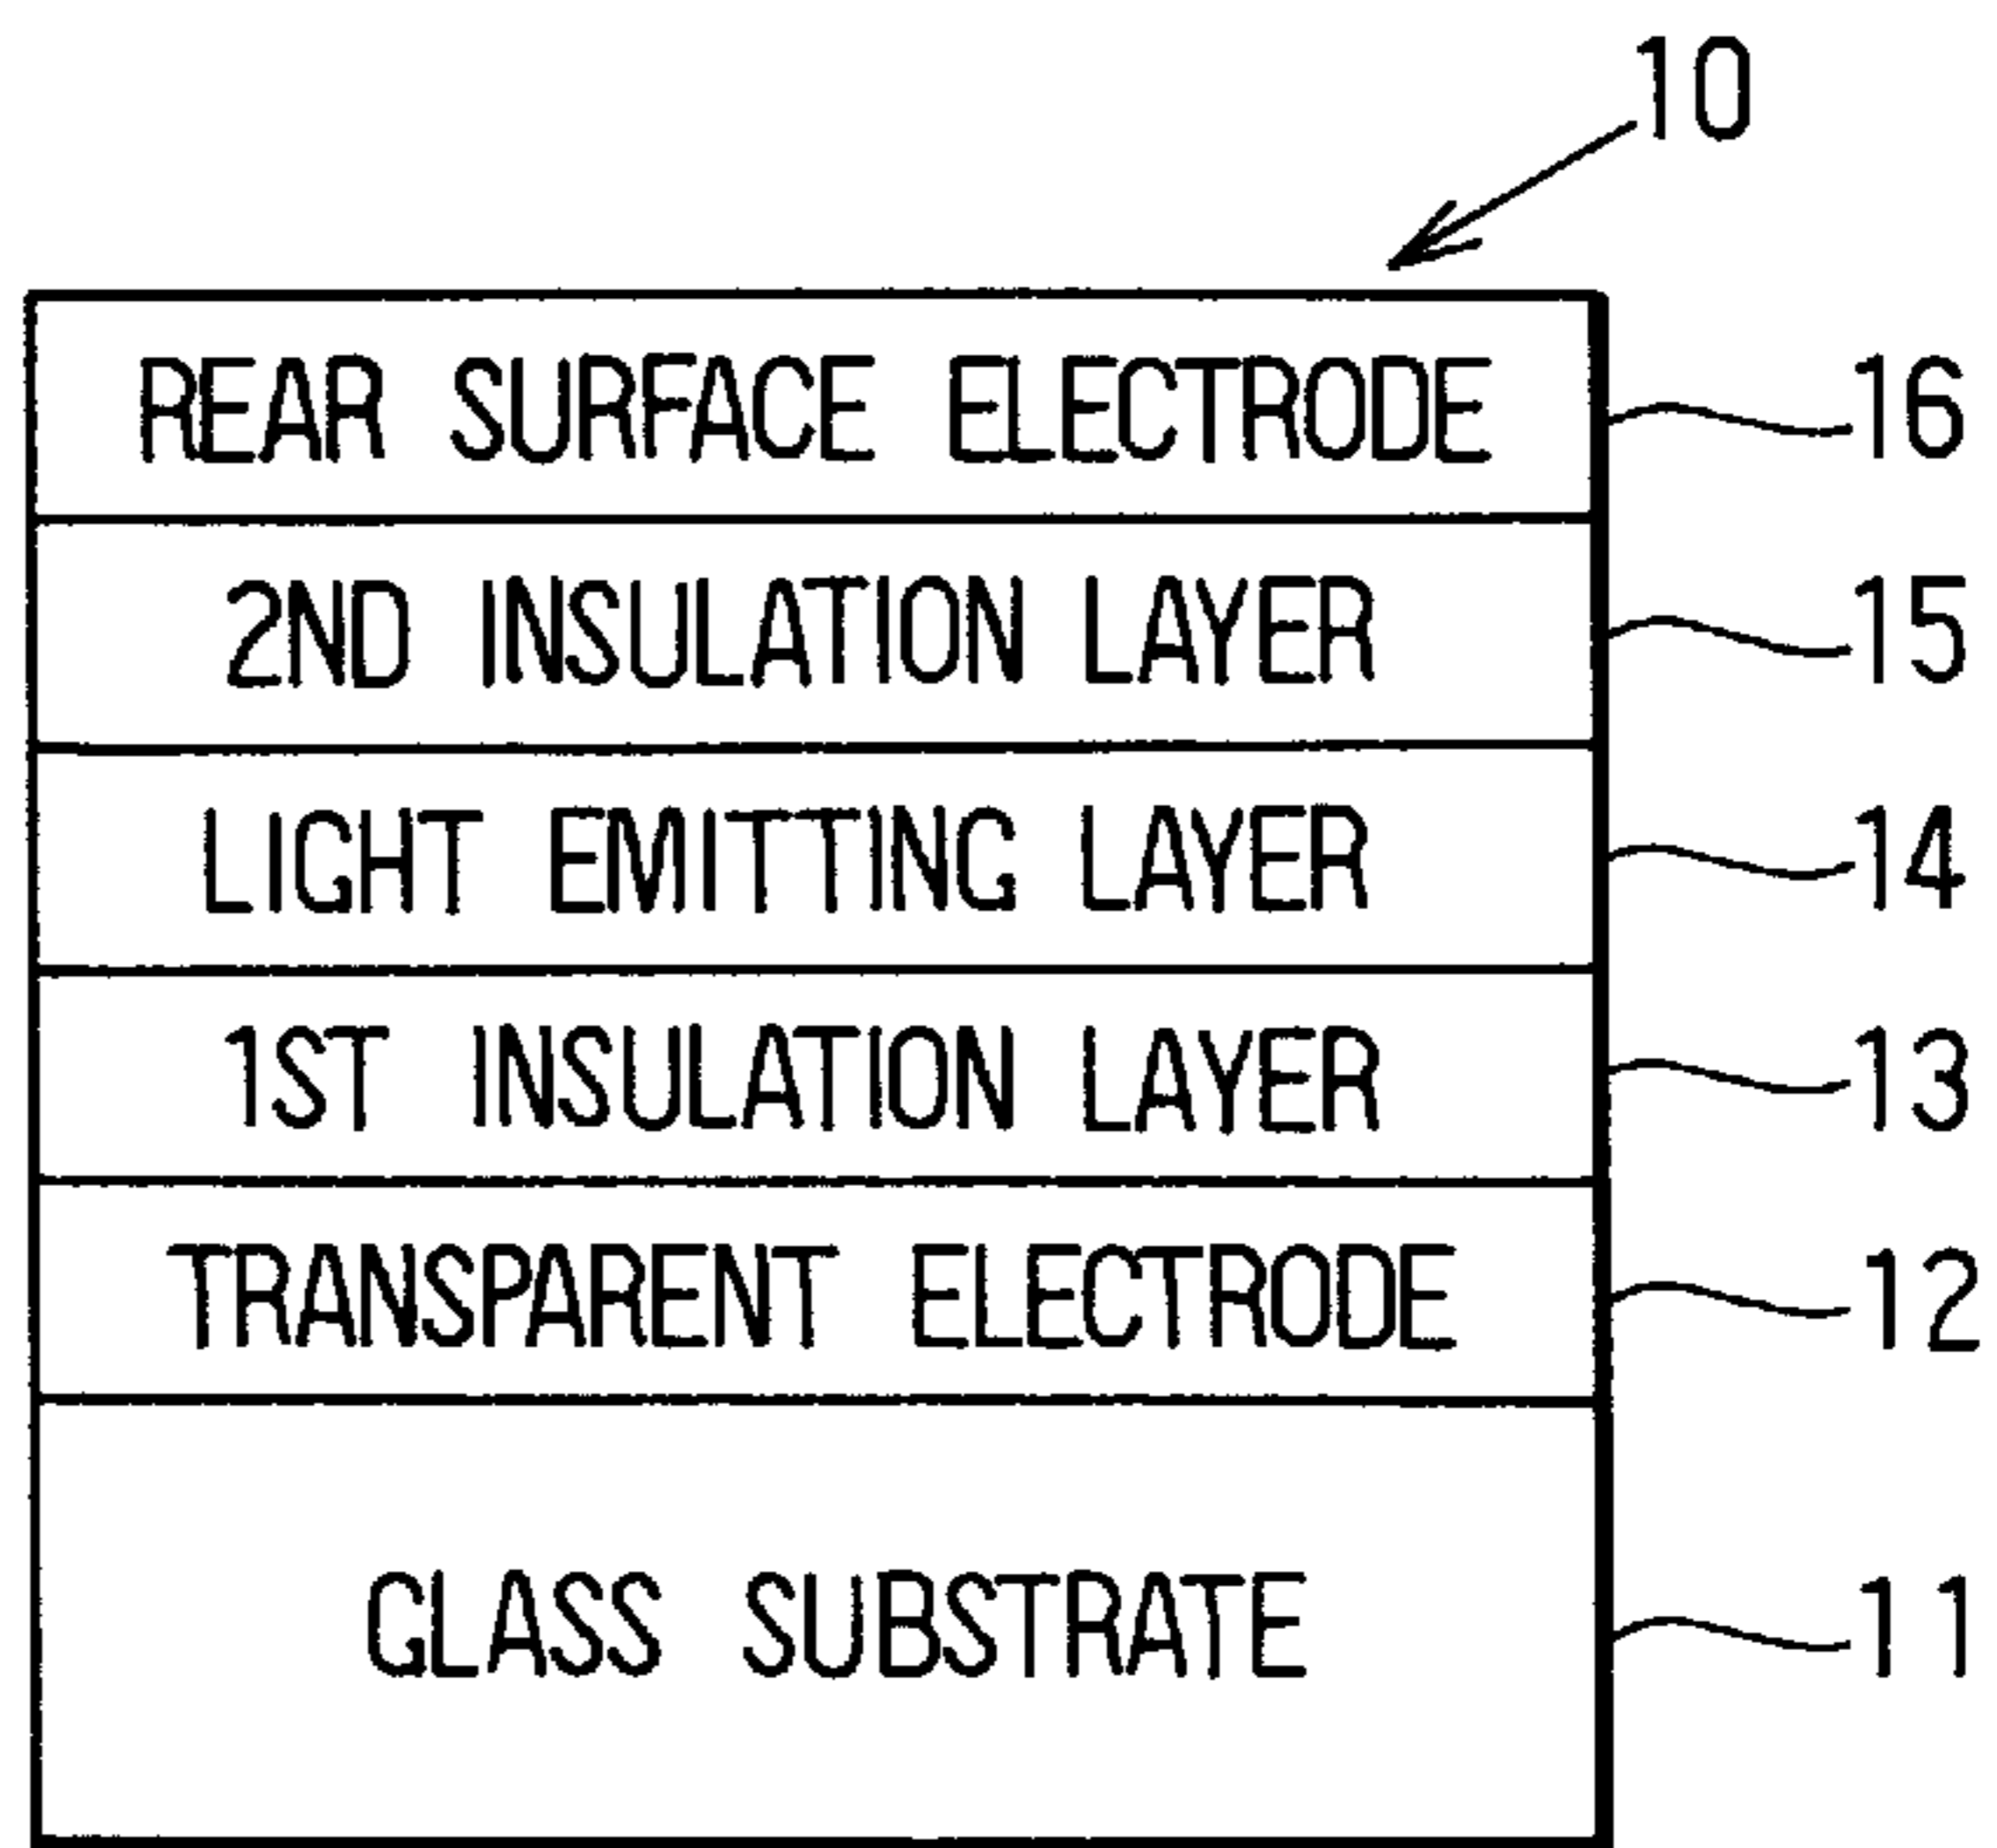 10
REAR SURFACE ELECTRODE 16
2ND INSULATION LAYER 15
LIGHT EMITTING LAYER 14
1ST INSULATION LAYER 13
TRANSPARENT ELECTRODE 12
GLASS SUBSTRATE 11